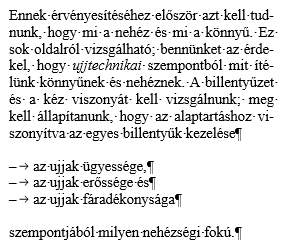 Ennek érvényesítéséhez először azt kell tud-
nunk, hogy mi a nehéz és mi a könnyű. Ez
sok oldalról vizsgálható; bennünket az érde-
kel, hogy ujjtechnikai szempontból mit íté-
lünk könnyűnek és nehéznek. A billentyűzet
és a kéz viszonyát kell vizsgálnunk; meg
kell állapítanunk, hogy az alaptartáshoz vi-
szonyítva az egyes billentyűk kezelése¶
–→ az ujjak ügyessége,¶
–→ az ujjak erőssége és¶
–→ az ujjak fáradékonysága¶
szempontjából milyen nehézségi fokú.¶